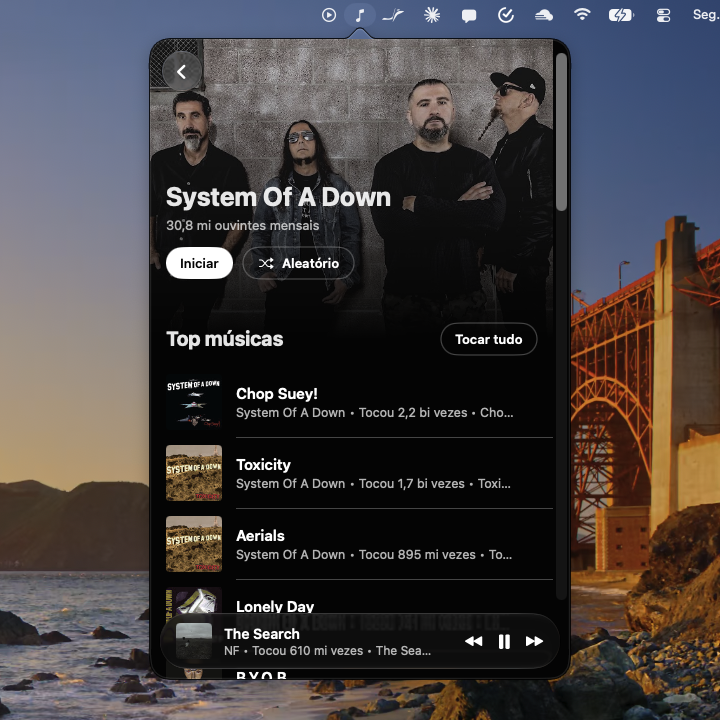 Seg.
System Of A Down
30,8 mi ouvintes mensais
Iniciar
Aleatório
Top músicas
Tocar tudo
SYSTEM OF A DOWN
Chop Suey!
System Of A Down • Tocou 2,2 bi vezes • Cho...
SYSTEM OF A DOWN
Toxicity
System Of A Down • Tocou 1,7 bi vezes • Toxi...
SYSTEM OF A DOWN
Aerials
System Of A Down • Tocou 895 mi vezes • To...
Lonely Day
The Search
NF • Tocou 610 mi vezes • The Sea...
B.Y.O.B.